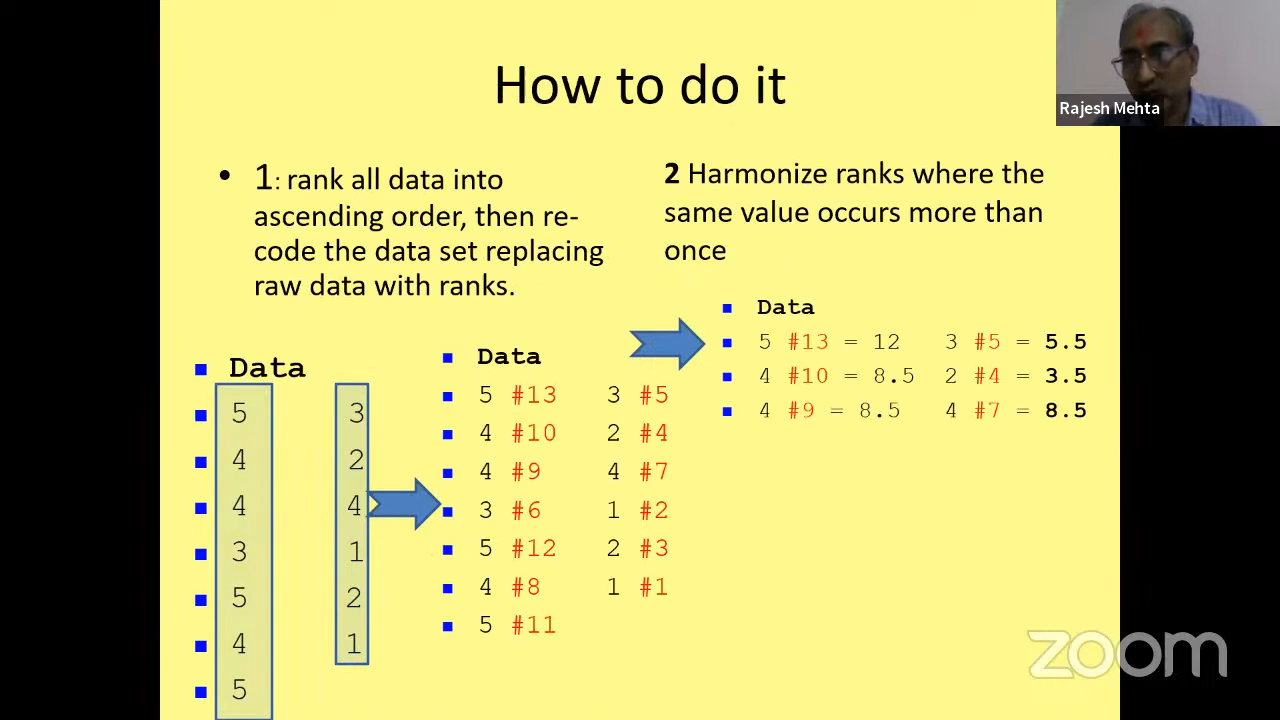 How to do it
Rajesh Mehta
• 1: rank all data into
ascending order, then re-
code the data set replacing
raw data with ranks.
2 Harmonize ranks where the
same value occurs more than
once
Data
5 3
4 2
4 4
3 1
5 2
4 1
5
Data
5 #13 3 #5
4 #10 2 #4
4 #9 4 #7
3 #6 1 #2
5 #12 2 #3
4 #8 1 #1
5 #11
Data
5 #13 = 12 3 #5 = 5.5
4 #10 = 8.5 2 #4 = 3.5
4 #9 = 8.5 4 #7 = 8.5
zoom